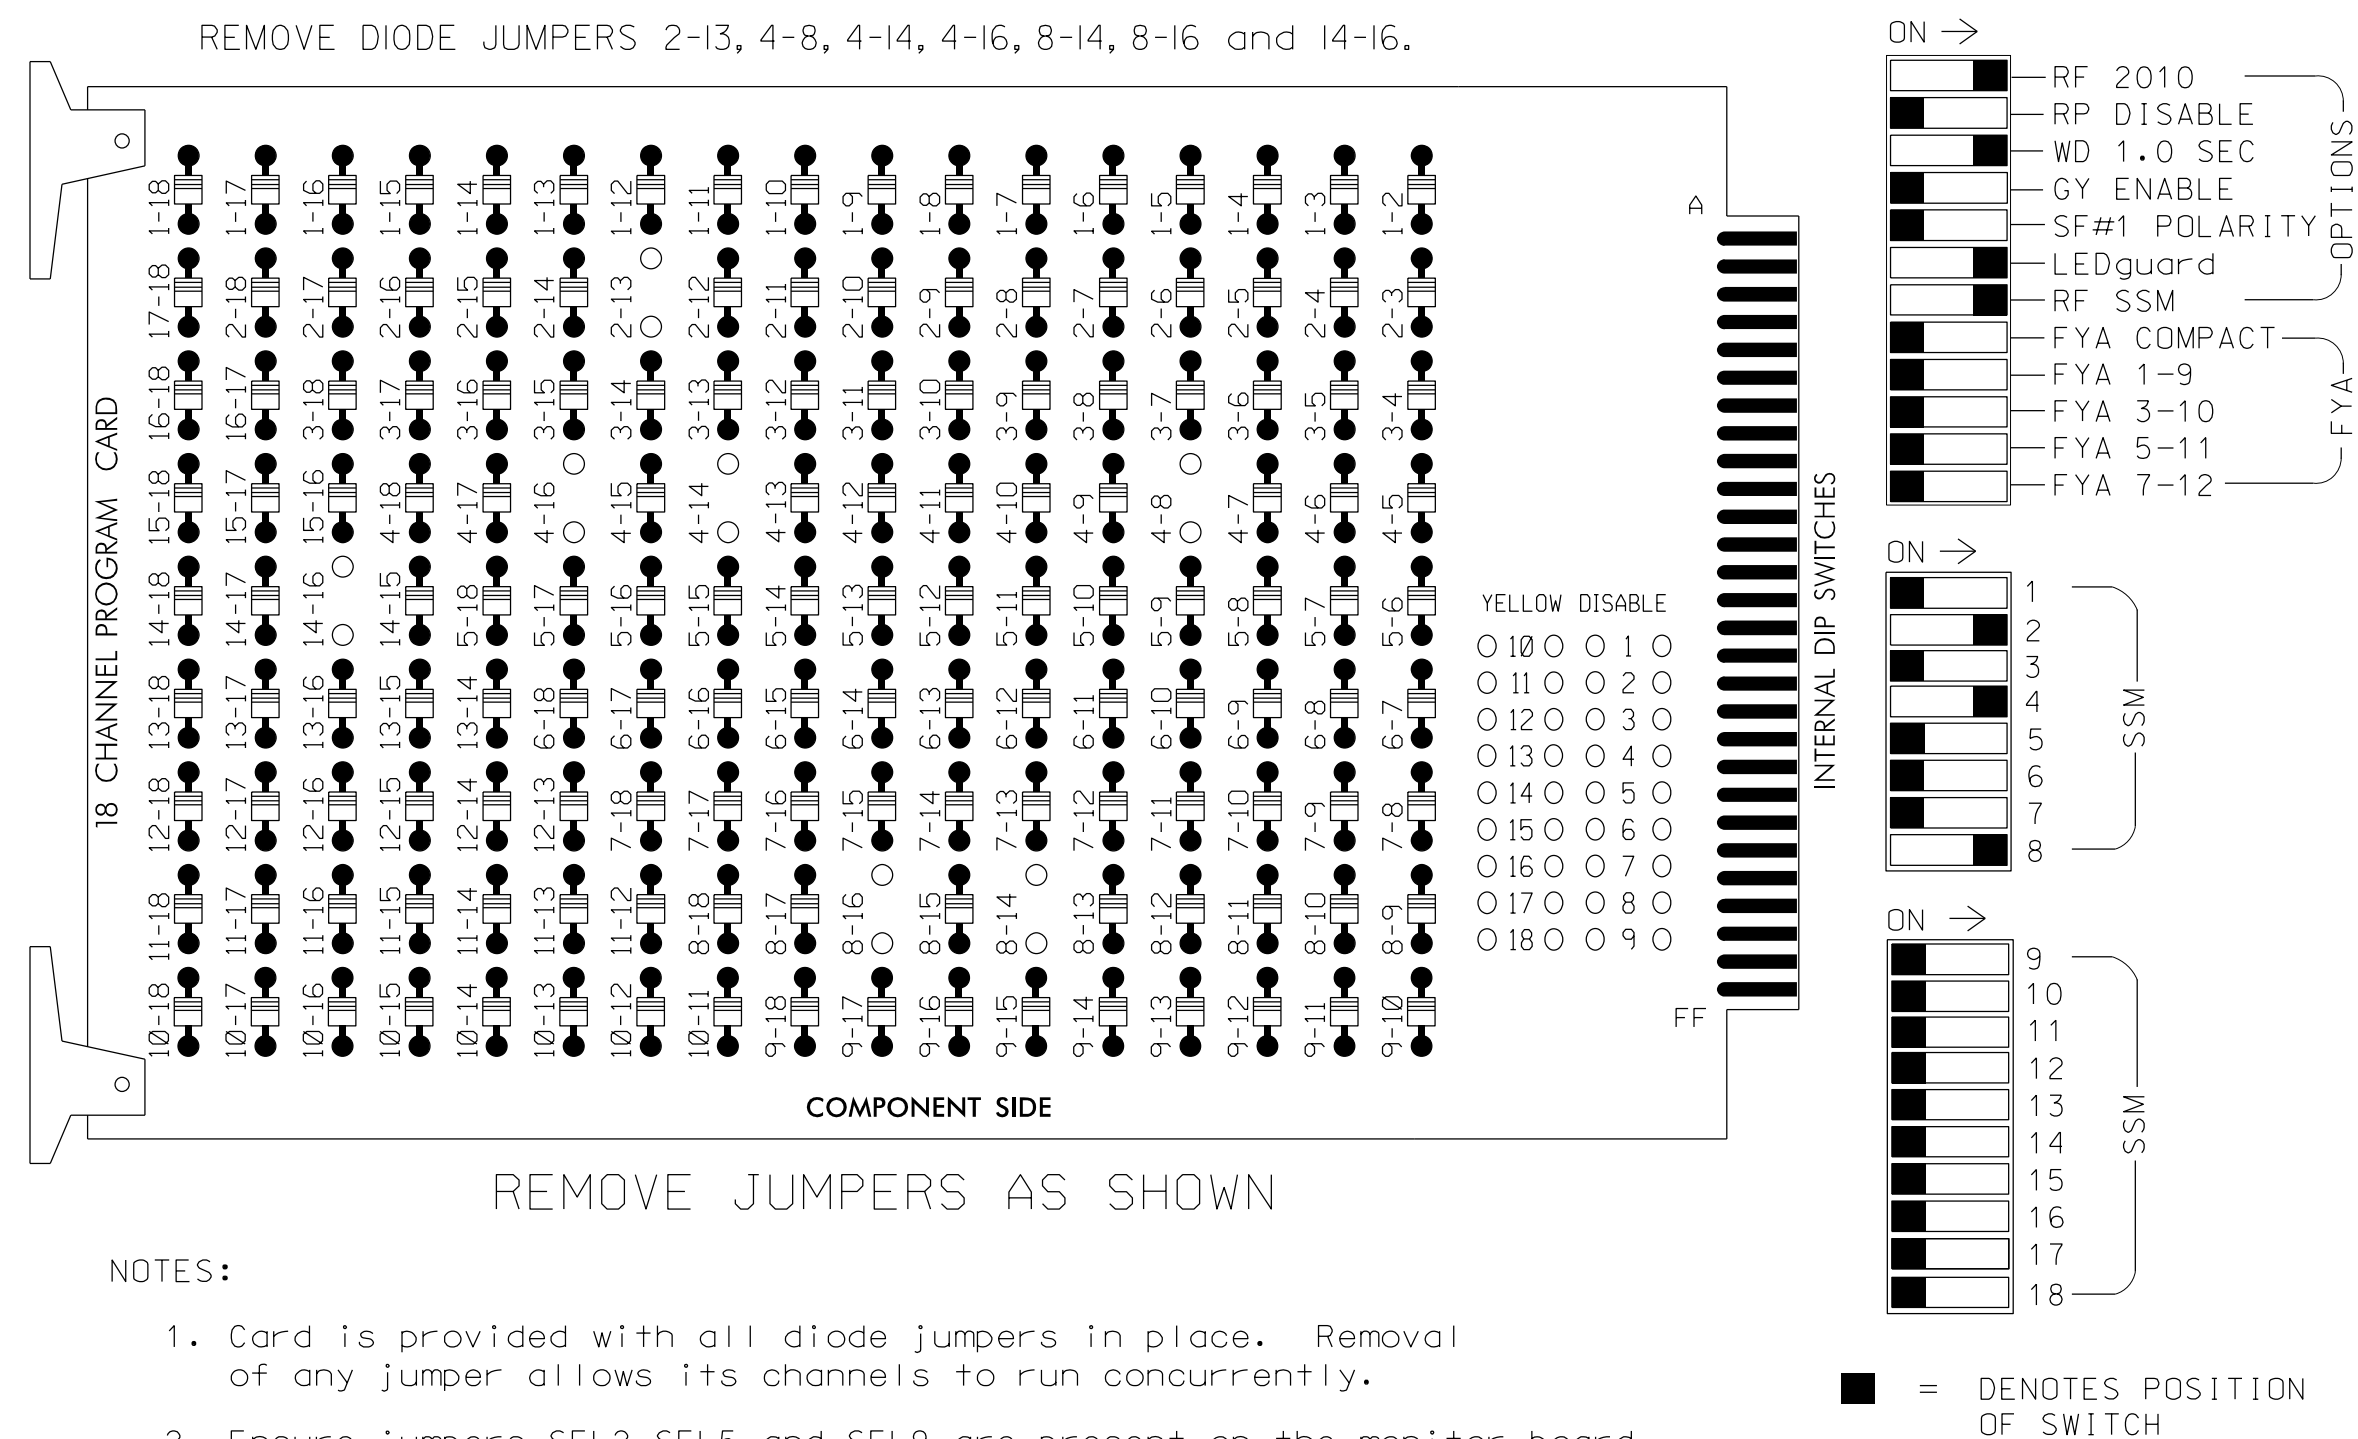 REMOVE DIODE JUMPERS 2-13, 4-8, 4-14, 4-16, 8-14, 8-16 and 14-16.
18 CHANNEL PROGRAM CARD
1-18 1-17 1-16 1-15 1-14 1-13 1-12 1-11 1-10 1-9 1-8 1-7 1-6 1-5 1-4 1-3 1-2
17-18 2-18 2-17 2-16 2-15 2-14 2-13 2-12 2-11 2-10 2-9 2-8 2-7 2-6 2-5 2-4 2-3
16-18 16-17 3-18 3-17 3-16 3-15 3-14 3-13 3-12 3-11 3-10 3-9 3-8 3-7 3-6 3-5 3-4
15-18 15-17 15-16 4-18 4-17 4-16 4-15 4-14 4-13 4-12 4-11 4-10 4-9 4-8 4-7 4-6 4-5
14-18 14-17 14-16 14-15 5-18 5-17 5-16 5-15 5-14 5-13 5-12 5-11 5-10 5-9 5-8 5-7 5-6
13-18 13-17 13-16 13-15 13-14 6-18 6-17 6-16 6-15 6-14 6-13 6-12 6-11 6-10 6-9 6-8 6-7
12-18 12-17 12-16 12-15 12-14 12-13 7-18 7-17 7-16 7-15 7-14 7-13 7-12 7-11 7-10 7-9 7-8
11-18 11-17 11-16 11-15 11-14 11-13 11-12 8-18 8-17 8-16 8-15 8-14 8-13 8-12 8-11 8-10 8-9
10-18 10-17 10-16 10-15 10-14 10-13 10-12 10-11 9-18 9-17 9-16 9-15 9-14 9-13 9-12 9-11 9-10
A
FF
YELLOW DISABLE
10 1
11 2
12 3
13 4
14 5
15 6
16 7
17 8
18 9
COMPONENT SIDE
INTERNAL DIP SWITCHES
ON
RF 2010
RP DISABLE
WD 1.0 SEC
GY ENABLE
SF#1 POLARITY
LEDguard
RF SSM
OPTIONS
FYA COMPACT
FYA 1-9
FYA 3-10
FYA 5-11
FYA 7-12
FYA
ON
1
2
3
4
5
6
7
8
SSM
ON
9
10
11
12
13
14
15
16
17
18
SSM
REMOVE JUMPERS AS SHOWN
NOTES:
1. Card is provided with all diode jumpers in place. Removal
of any jumper allows its channels to run concurrently.
= DENOTES POSITION
OF SWITCH